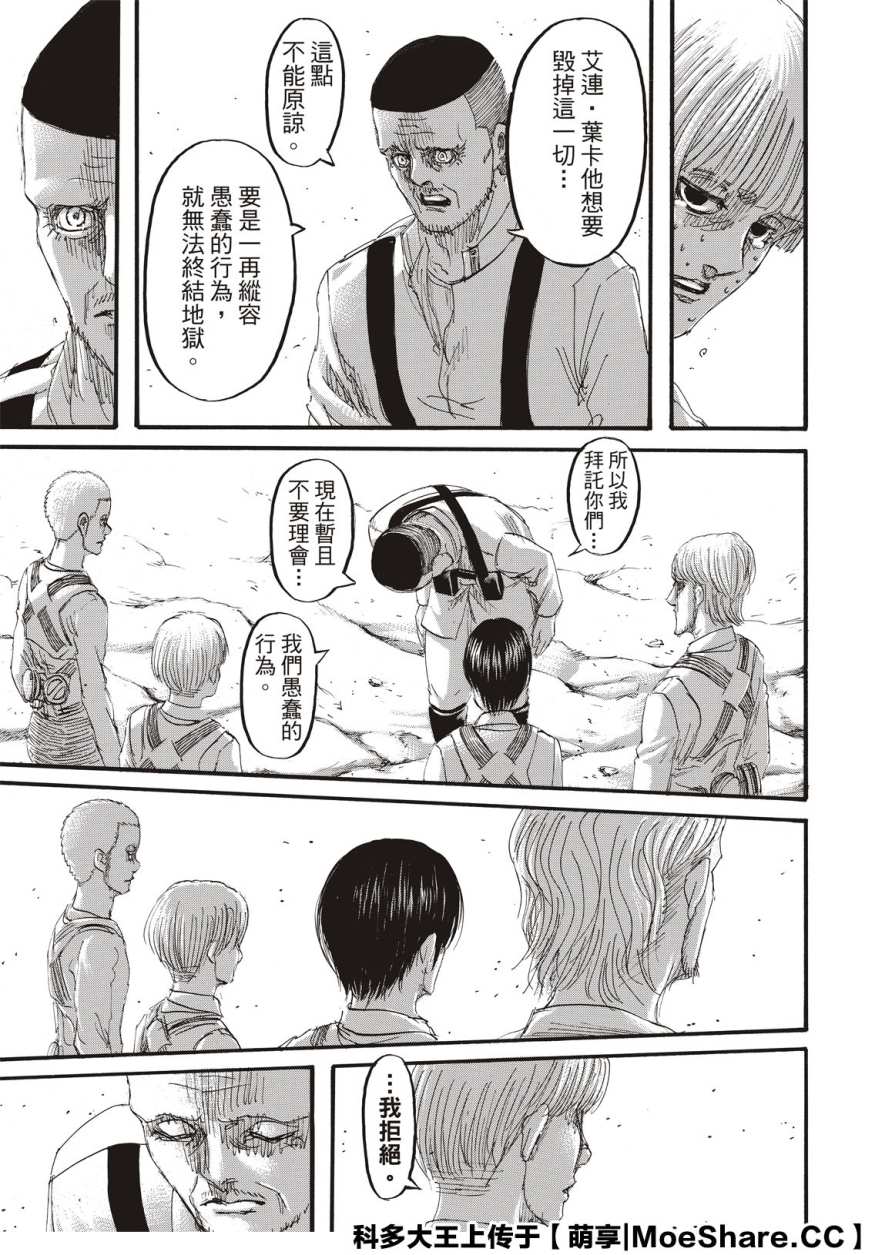 艾連・葉卡他想要
毀掉這一切…
這點
不能原諒。
要是一再縱容
愚蠢的行為，
就無法終結地獄。
所以我
拜託你們…
現在暫且
不要理會…
我們愚蠢的
行為。
…我拒絕。
科多大王上传于【萌享|MoeShare.CC】